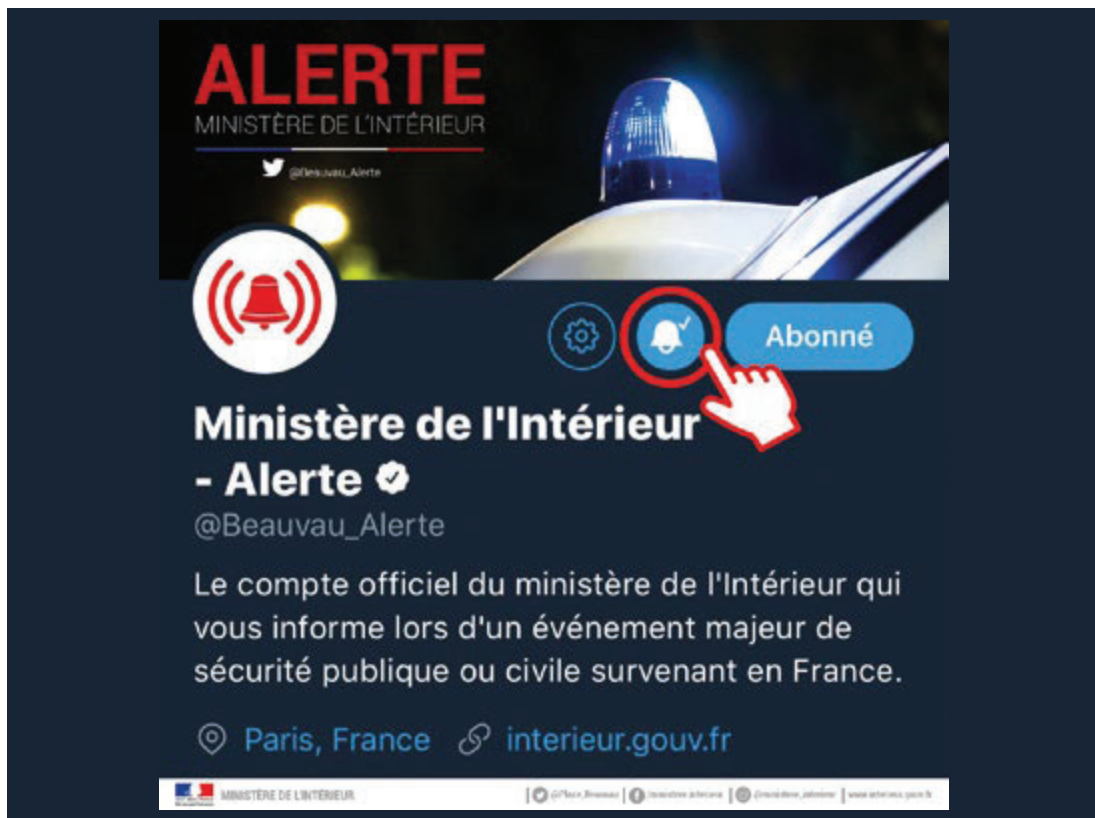 ALERTE
MINISTÈRE DE L'INTÉRIEUR
@Beauvau_Alerte
Abonné
Ministère de l'Intérieur
- Alerte
@Beauvau_Alerte
Le compte officiel du ministère de l'Intérieur qui
vous informe lors d'un événement majeur de
sécurité publique ou civile survenant en France.
Paris, France interieur.gouv.fr
MINISTÈRE DE L'INTÉRIEUR @Place_Beauvau